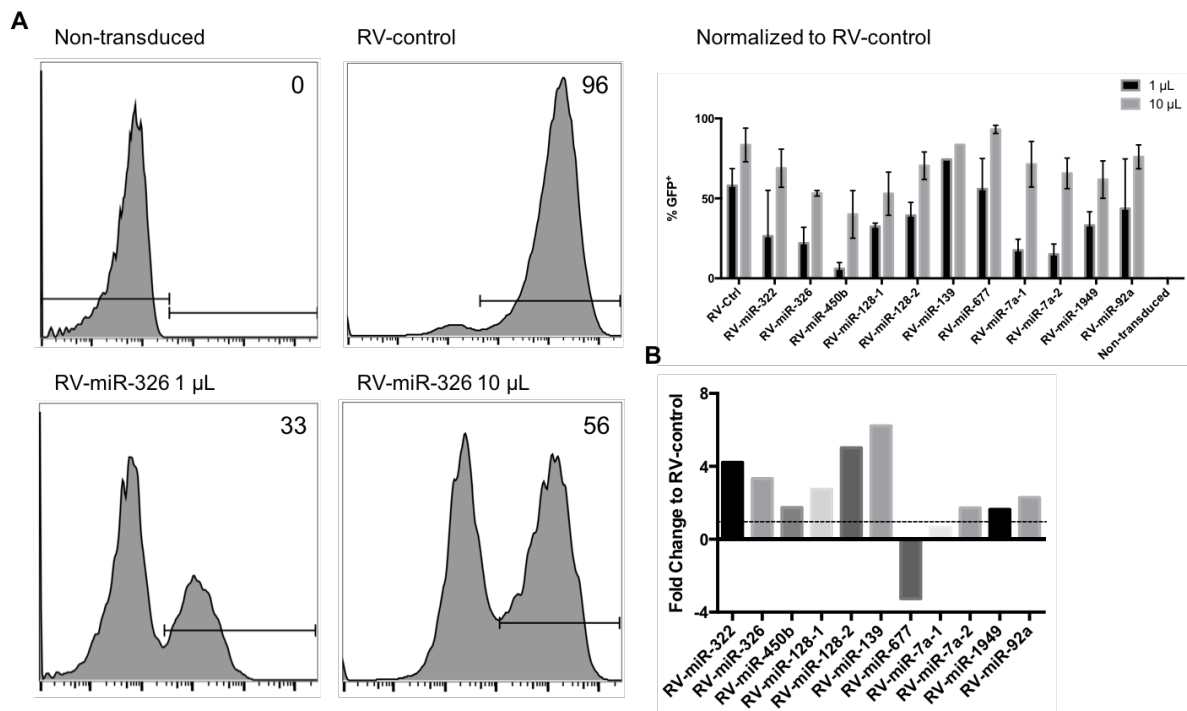 A
Non-transduced
RV-control
Normalized to RV-control
0
96
1 µL
10 µL
100
50
0
% GFP+
RV-Ctrl
RV-miR-322
RV-miR-326
RV-miR-450b
RV-miR-128-1
RV-miR-128-2
RV-miR-139
RV-miR-677
RV-miR-7a-1
RV-miR-7a-2
RV-miR-1949
RV-miR-92a
Non-transduced
RV-miR-326 1 µL
RV-miR-326 10 µL
33
56
B
8
4
0
-4
Fold Change to RV-control
RV-miR-322
RV-miR-326
RV-miR-450b
RV-miR-128-1
RV-miR-128-2
RV-miR-139
RV-miR-677
RV-miR-7a-1
RV-miR-7a-2
RV-miR-1949
RV-miR-92a